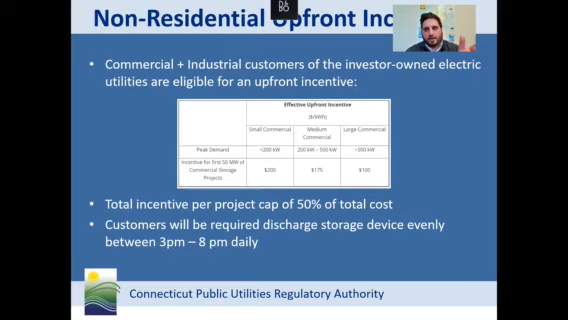 Non-Residential Upfront Inc
• Commercial + Industrial customers of the investor-owned electric
utilities are eligible for an upfront incentive:
Effective Upfront Incentive
($/kWh)
Small Commercial Medium Commercial Large Commercial
Peak Demand <200 kW 200 kW – 500 kW >500 kW
Incentive for first 50 MW of
Commercial Storage
Projects
$200 $175 $100
• Total incentive per project cap of 50% of total cost
• Customers will be required discharge storage device evenly
between 3pm – 8 pm daily
Connecticut Public Utilities Regulatory Authority